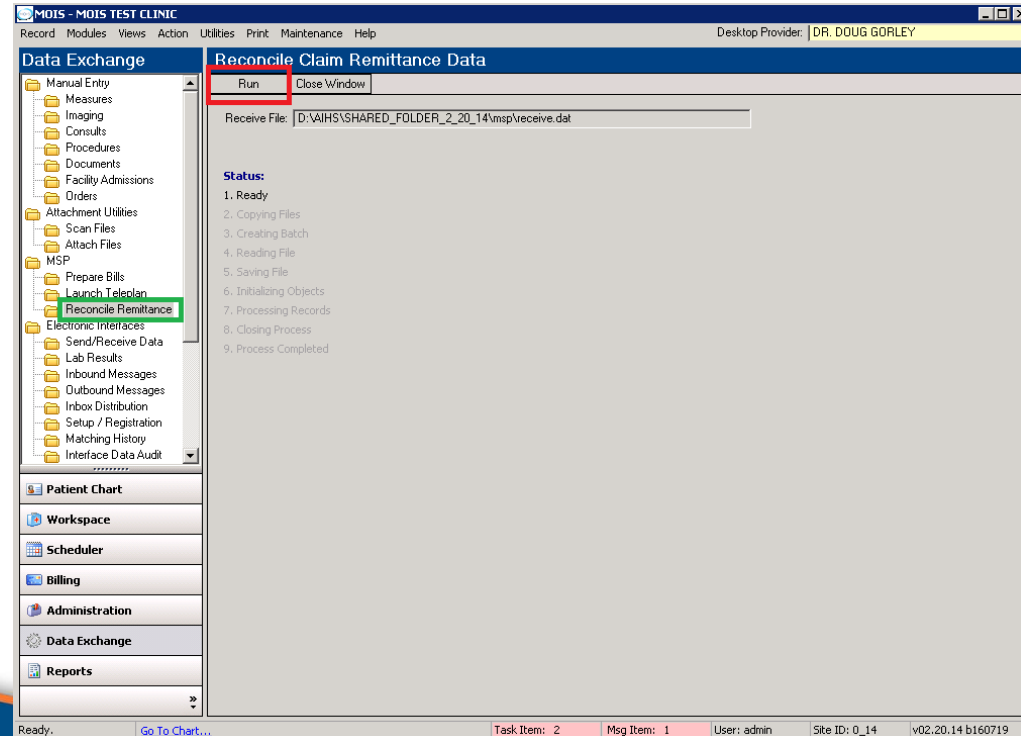 MOIS - MOIS TEST CLINIC
Record Modules Views Action Utilities Print Maintenance Help Desktop Provider: DR. DOUG GORLEY
Data Exchange
Reconcile Claim Remittance Data
Run Close Window
Receive File: D:\AIHS\SHARED_FOLDER_2_20_14\msp\receive.dat
Status:
1. Ready
2. Copying Files
3. Creating Batch
4. Reading File
5. Saving File
6. Initializing Objects
7. Processing Records
8. Closing Process
9. Process Completed
Manual Entry
Measures
Imaging
Consults
Procedures
Documents
Facility Admissions
Orders
Attachment Utilities
Scan Files
Attach Files
MSP
Prepare Bills
Launch Teleplan
Reconcile Remittance
Electronic Interfaces
Send/Receive Data
Lab Results
Inbound Messages
Outbound Messages
Inbox Distribution
Setup / Registration
Matching History
Interface Data Audit
Patient Chart
Workspace
Scheduler
Billing
Administration
Data Exchange
Reports
Ready. Go To Chart... Task Item: 2 Msg Item: 1 User: admin Site ID: 0_14 v02.20.14 b160719